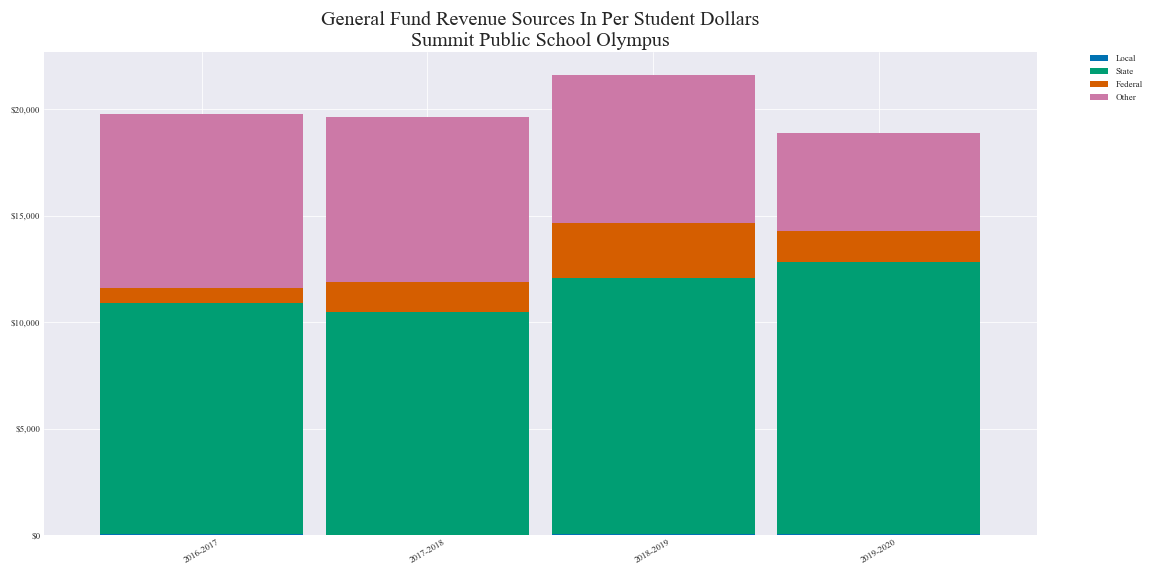 General Fund Revenue Sources In Per Student Dollars
Summit Public School Olympus
Local
State
Federal
Other
$20,000
$15,000
$10,000
$5,000
$0
2016-2017
2017-2018
2018-2019
2019-2020